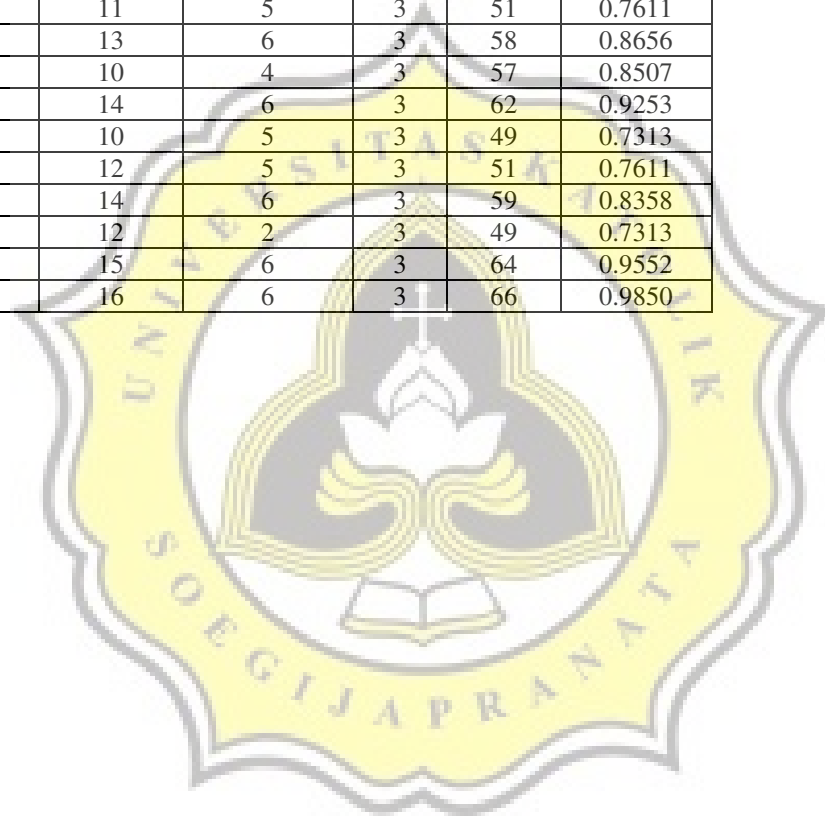 11 5 3 51 0.7611
13 6 3 58 0.8656
10 4 3 57 0.8507
14 6 3 62 0.9253
10 5 3 49 0.7313
12 5 3 51 0.7611
14 6 3 59 0.8358
12 2 3 49 0.7313
15 6 3 64 0.9552
16 6 3 66 0.9850
UNIVERSITAS KATOLIK
SOEGIJAPRANATA